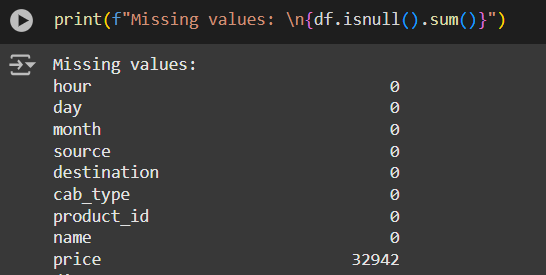 print(f"Missing values: \n{df.isnull().sum()}")
Missing values:
hour 0
day 0
month 0
source 0
destination 0
cab_type 0
product_id 0
name 0
price 32942